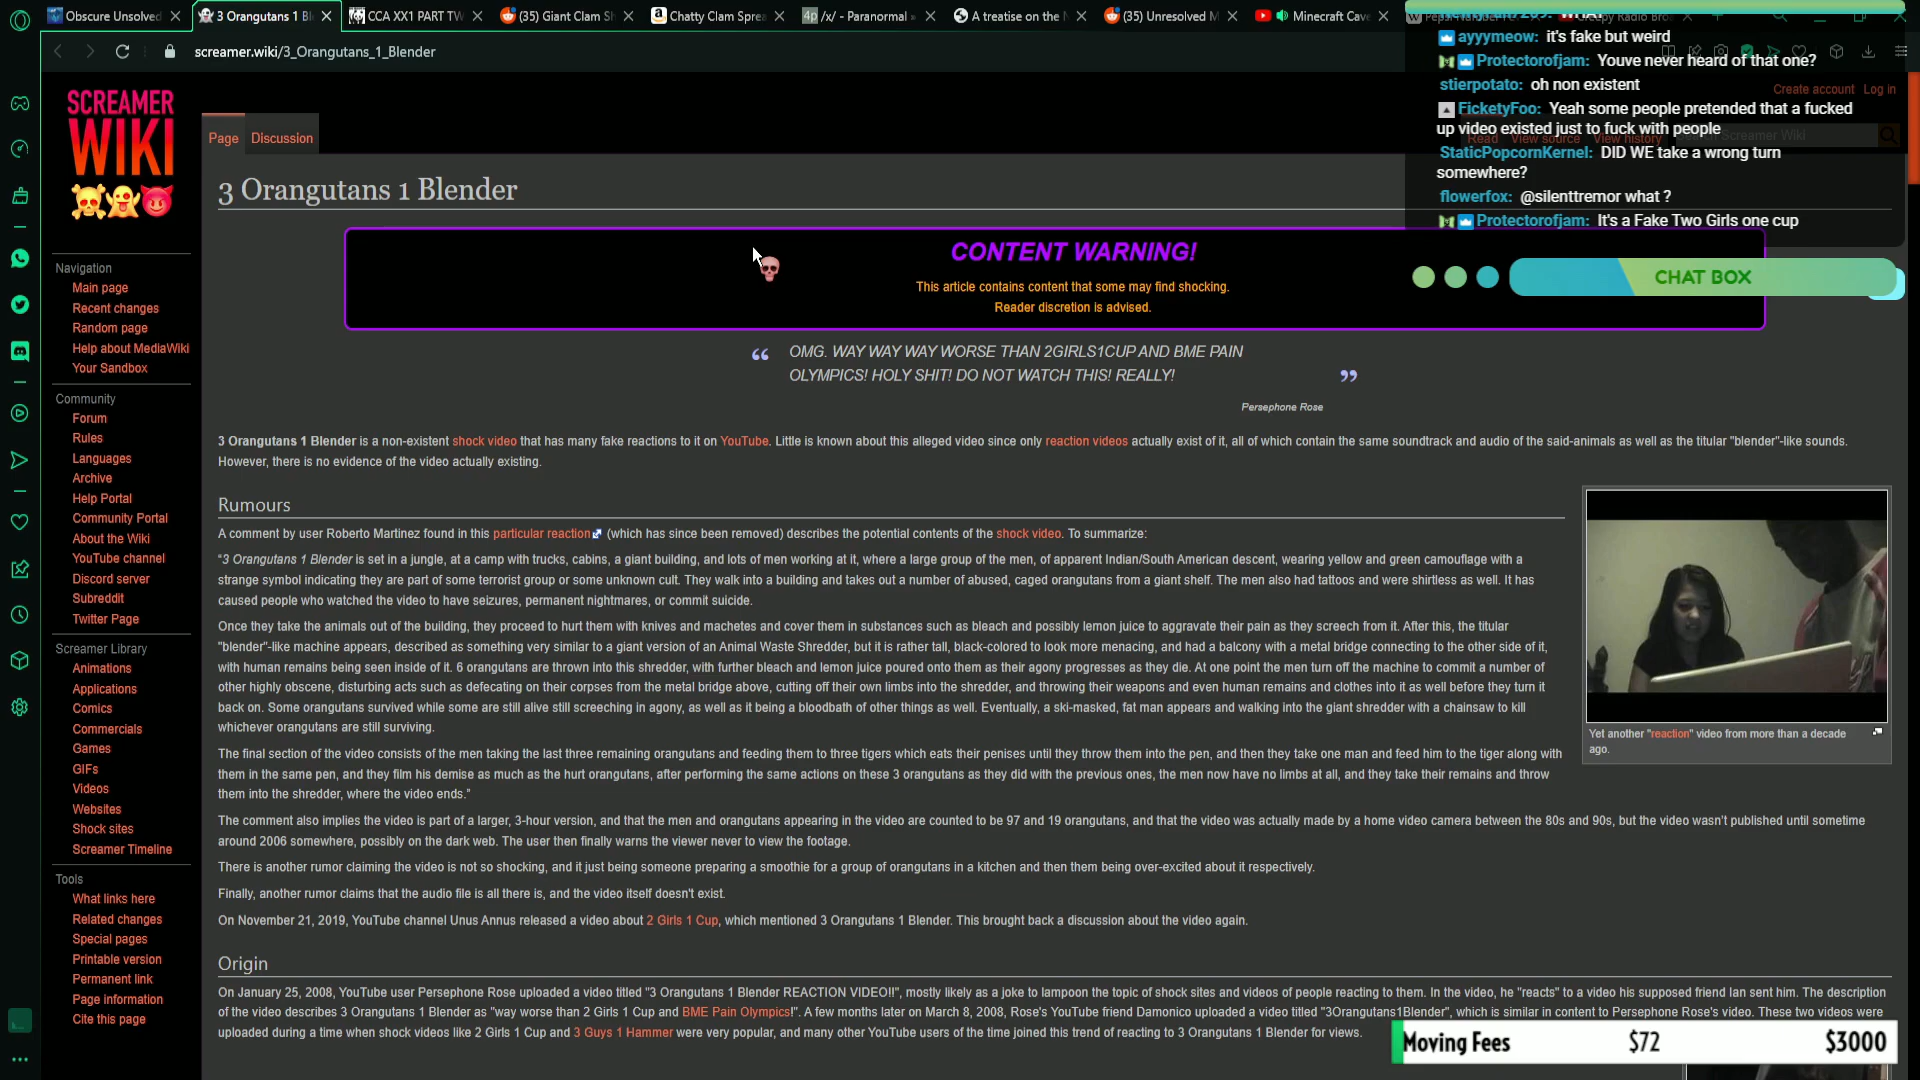 Obscure Unsolved
3 Orangutans 1 Bl
CCA XX1 PART TW
(35) Giant Clam Sh
Chatty Clam Sprea
/x/ - Paranormal »
A treatise on the
(35) Unresolved M
Minecraft Cave
screamer.wiki/3_Orangutans_1_Blender
ayyymeow: it's fake but weird
Protectorofjam: Youve never heard of that one?
stierpotato: oh non existent
FicketyFoo: Yeah some people pretended that a fucked
up video existed just to fuck with people
StaticPopcornKernel: DID WE take a wrong turn
somewhere?
flowerfox: @silenttremor what ?
Protectorofjam: It's a Fake Two Girls one cup
CHAT BOX
Create account Log in
Read View source View history
Screamer Wiki
SCREAMER
WIKI
Page Discussion
3 Orangutans 1 Blender
CONTENT WARNING!
This article contains content that some may find shocking.
Reader discretion is advised.
“ OMG. WAY WAY WAY WORSE THAN 2GIRLS1CUP AND BME PAIN
OLYMPICS! HOLY SHIT! DO NOT WATCH THIS! REALLY! ”
Persephone Rose
Navigation
Main page
Recent changes
Random page
Help about MediaWiki
Your Sandbox
Community
Forum
Rules
Languages
Archive
Help Portal
Community Portal
About the Wiki
YouTube channel
Discord server
Subreddit
Twitter Page
Screamer Library
Animations
Applications
Comics
Commercials
Games
GIFs
Videos
Websites
Shock sites
Screamer Timeline
Tools
What links here
Related changes
Special pages
Printable version
Permanent link
Page information
Cite this page
3 Orangutans 1 Blender is a non-existent shock video that has many fake reactions to it on YouTube. Little is known about this alleged video since only reaction videos actually exist of it, all of which contain the same soundtrack and audio of the said-animals as well as the titular "blender"-like sounds.
However, there is no evidence of the video actually existing.
Rumours
A comment by user Roberto Martinez found in this particular reaction (which has since been removed) describes the potential contents of the shock video. To summarize:
"3 Orangutans 1 Blender is set in a jungle, at a camp with trucks, cabins, a giant building, and lots of men working at it, where a large group of the men, of apparent Indian/South American descent, wearing yellow and green camouflage with a
strange symbol indicating they are part of some terrorist group or some unknown cult. They walk into a building and takes out a number of abused, caged orangutans from a giant shelf. The men also had tattoos and were shirtless as well. It has
caused people who watched the video to have seizures, permanent nightmares, or commit suicide.
Once they take the animals out of the building, they proceed to hurt them with knives and machetes and cover them in substances such as bleach and possibly lemon juice to aggravate their pain as they screech from it. After this, the titular
"blender"-like machine appears, described as something very similar to a giant version of an Animal Waste Shredder, but it is rather tall, black-colored to look more menacing, and had a balcony with a metal bridge connecting to the other side of it,
with human remains being seen inside of it. 6 orangutans are thrown into this shredder, with further bleach and lemon juice poured onto them as their agony progresses as they die. At one point the men turn off the machine to commit a number of
other highly obscene, disturbing acts such as defecating on their corpses from the metal bridge above, cutting off their own limbs into the shredder, and throwing their weapons and even human remains and clothes into it as well before they turn it
back on. Some orangutans survived while some are still alive still screeching in agony, as well as it being a bloodbath of other things as well. Eventually, a ski-masked, fat man appears and walking into the giant shredder with a chainsaw to kill
whichever orangutans are still surviving.
The final section of the video consists of the men taking the last three remaining orangutans and feeding them to three tigers which eats their penises until they throw them into the pen, and then they take one man and feed him to the tiger along with
them in the same pen, and they film his demise as much as the hurt orangutans, after performing the same actions on these 3 orangutans as they did with the previous ones, the men now have no limbs at all, and they take their remains and throw
them into the shredder, where the video ends."
Yet another "reaction" video from more than a decade
ago.
The comment also implies the video is part of a larger, 3-hour version, and that the men and orangutans appearing in the video are counted to be 97 and 19 orangutans, and that the video was actually made by a home video camera between the 80s and 90s, but the video wasn't published until sometime
around 2006 somewhere, possibly on the dark web. The user then finally warns the viewer never to view the footage.
There is another rumor claiming the video is not so shocking, and it just being someone preparing a smoothie for a group of orangutans in a kitchen and then them being over-excited about it respectively.
Finally, another rumor claims that the audio file is all there is, and the video itself doesn't exist.
On November 21, 2019, YouTube channel Unus Annus released a video about 2 Girls 1 Cup, which mentioned 3 Orangutans 1 Blender. This brought back a discussion about the video again.
Origin
On January 25, 2008, YouTube user Persephone Rose uploaded a video titled "3 Orangutans 1 Blender REACTION VIDEO!!", mostly likely as a joke to lampoon the topic of shock sites and videos of people reacting to them. In the video, he "reacts" to a video his supposed friend Ian sent him. The description
of the video describes 3 Orangutans 1 Blender as "way worse than 2 Girls 1 Cup and BME Pain Olympics!". A few months later on March 8, 2008, Rose's YouTube friend Damonico uploaded a video titled "3Orangutans1Blender", which is similar in content to Persephone Rose's video. These two videos were
uploaded during a time when shock videos like 2 Girls 1 Cup and 3 Guys 1 Hammer were very popular, and many other YouTube users of the time joined this trend of reacting to 3 Orangutans 1 Blender for views.
Moving Fees $72 $3000